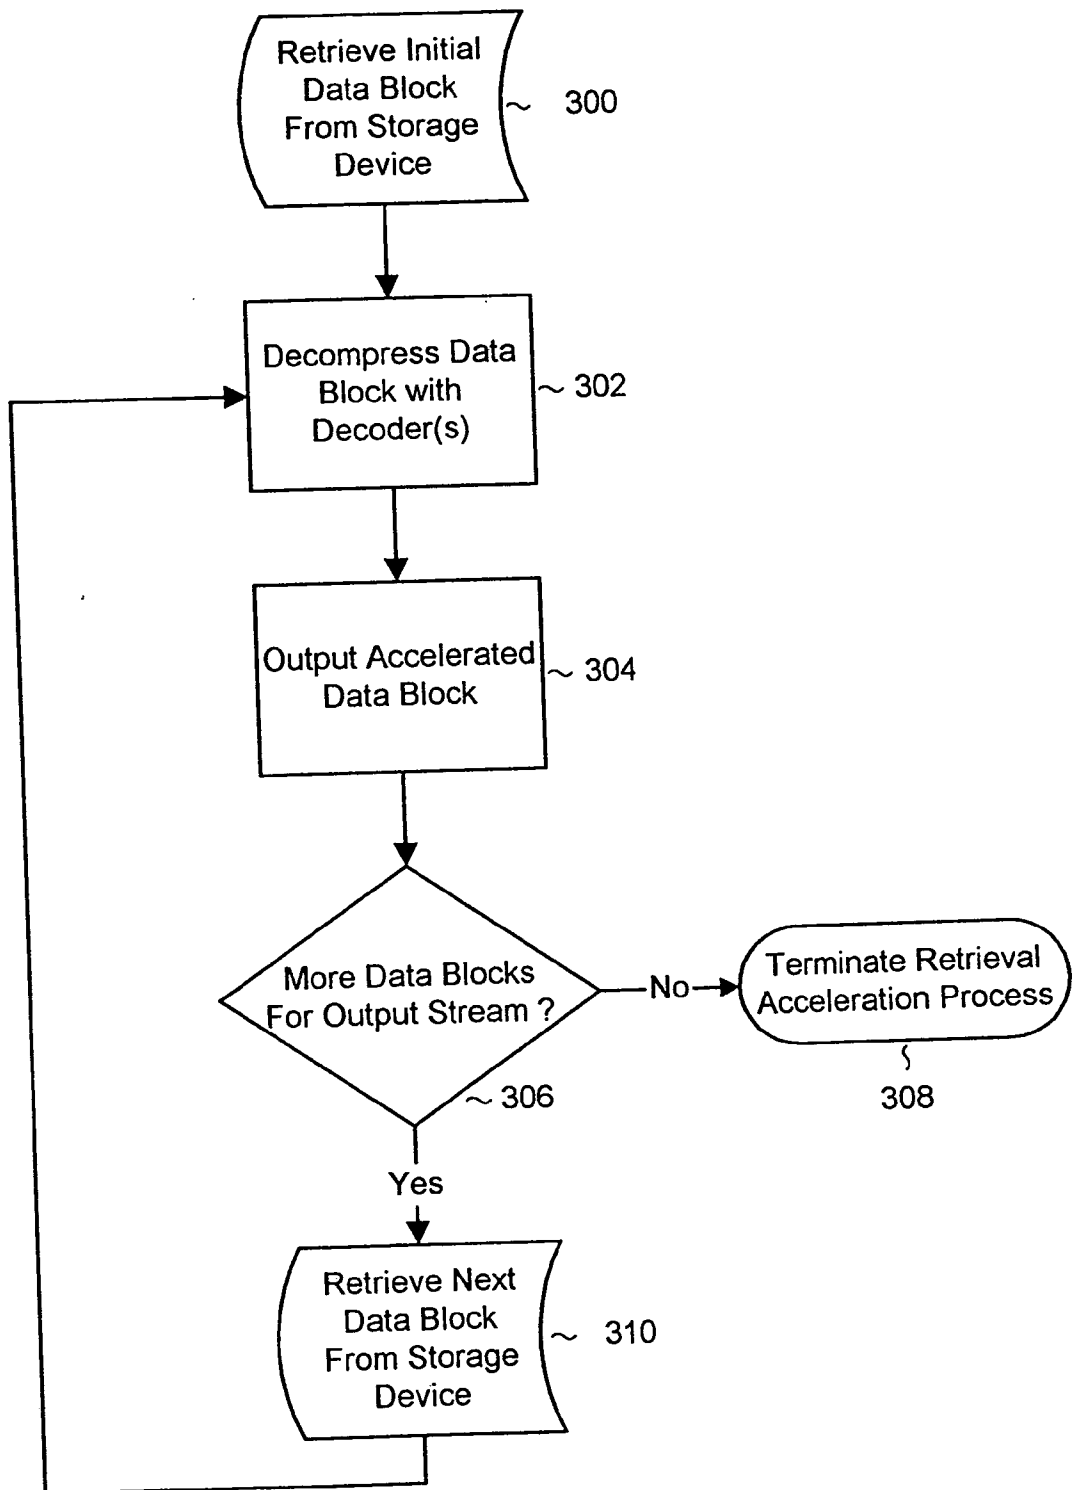 Retrieve Initial
Data Block
From Storage
Device
300
Decompress Data
Block with
Decoder(s)
302
Output Accelerated
Data Block
304
More Data Blocks
For Output Stream ?
306
No
Terminate Retrieval
Acceleration Process
308
Yes
Retrieve Next
Data Block
From Storage
Device
310